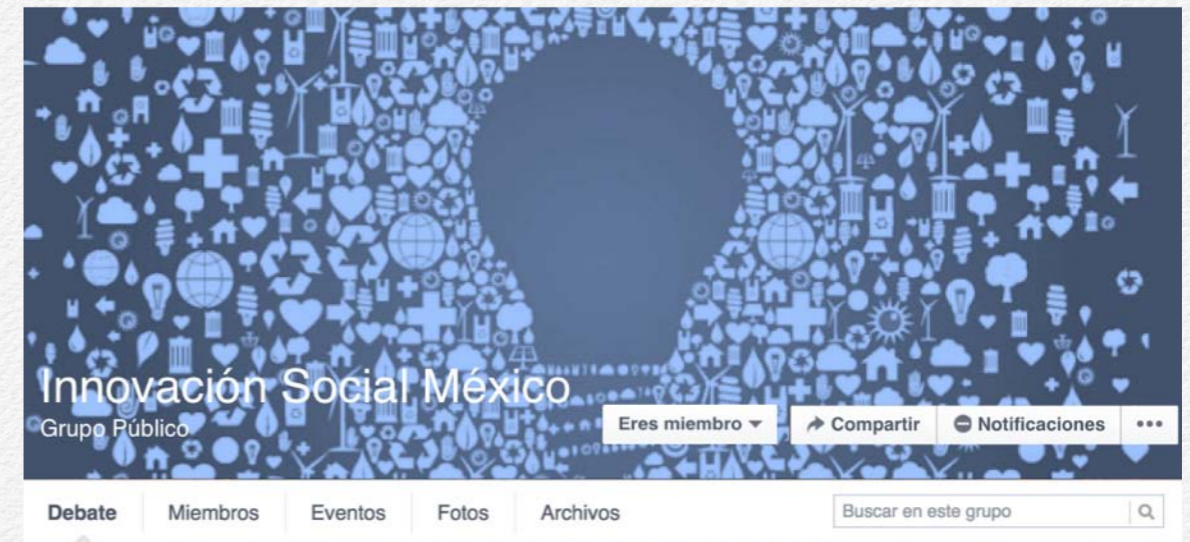 Innovación Social México
Grupo Público
Eres miembro Compartir Notificaciones
Debate Miembros Eventos Fotos Archivos Buscar en este grupo